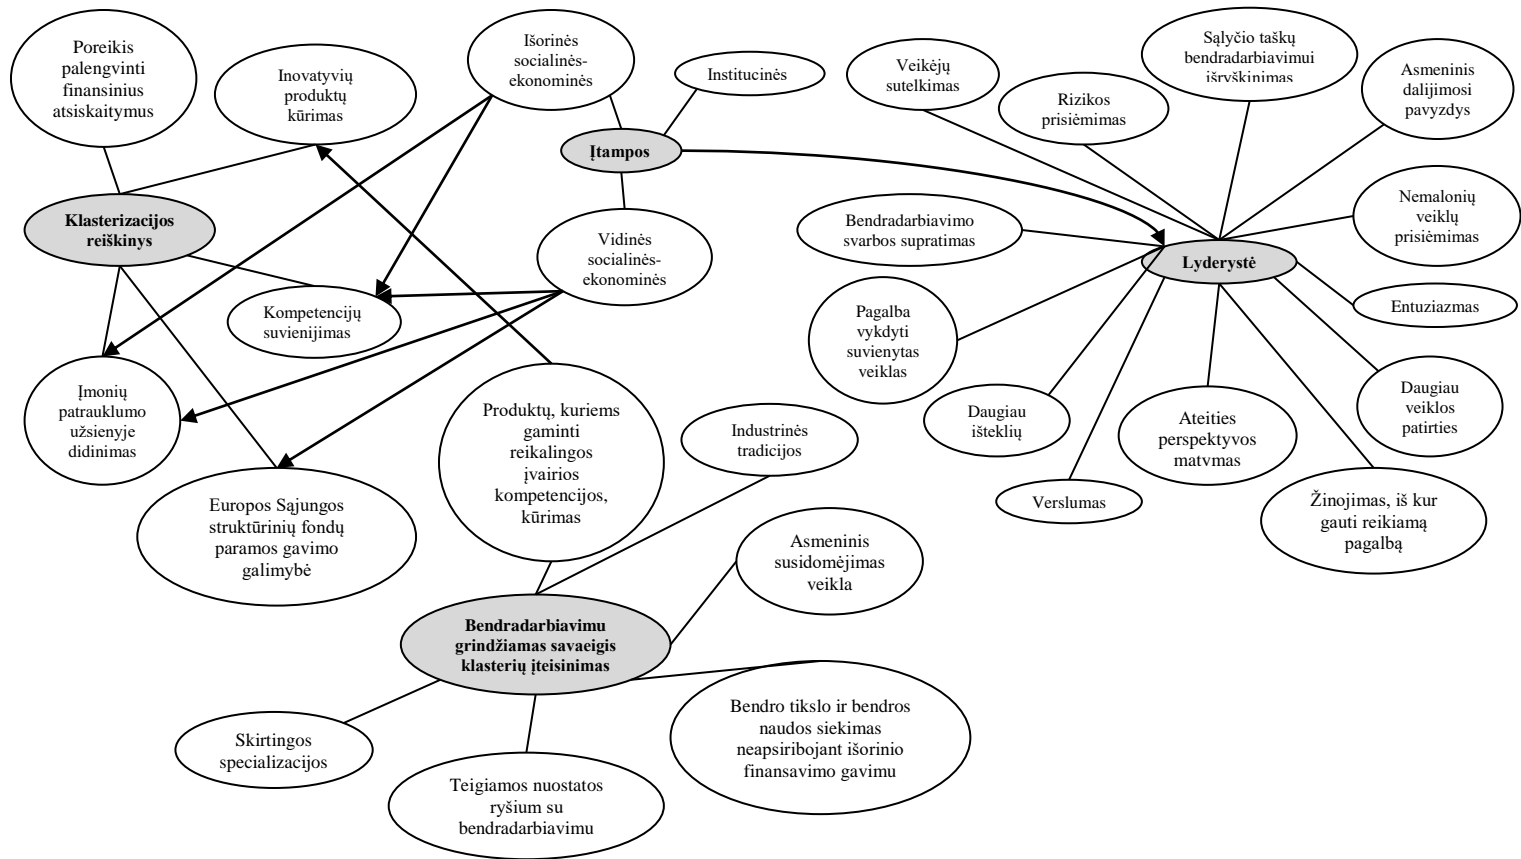 Poreikis
palengvinti
finansinius
atsiskaitymus
Inovatyvių
produktų
kūrimas
Išorinės
socialinės-
ekonominės
Institucinės
Įtampos
Veikėjų
sutelkimas
Rizikos
prisiėmimas
Sąlyčio taškų
bendradarbiavimui
išryškinimas
Asmeninis
dalijimosi
pavyzdys
Klasterizacijos
reiškinys
Vidinės
socialinės-
ekonominės
Bendradarbiavimo
svarbos supratimas
Nemalonių
veiklų
prisiėmimas
Lyderystė
Kompetencijų
suvienijimas
Pagalba
vykdyti
suvienytas
veiklas
Entuziazmas
Įmonių
patrauklumo
užsienyje
didinimas
Produktų, kuriems
gaminti
reikalingos
įvairios
kompetencijos,
kūrimas
Industrinės
tradicijos
Daugiau
išteklių
Ateities
perspektyvos
matymas
Daugiau
veiklos
patirties
Europos Sąjungos
struktūrinių fondų
paramos gavimo
galimybė
Verslumas
Žinojimas, iš kur
gauti reikiamą
pagalbą
Asmeninis
susidomėjimas
veikla
Bendradarbiavimu
grindžiamas savaeigis
klasterių įteisinimas
Skirtingos
specializacijos
Teigiamos nuostatos
ryšium su
bendradarbiavimu
Bendro tikslo ir bendros
naudos siekimas
neapsiribojant išorinio
finansavimo gavimu